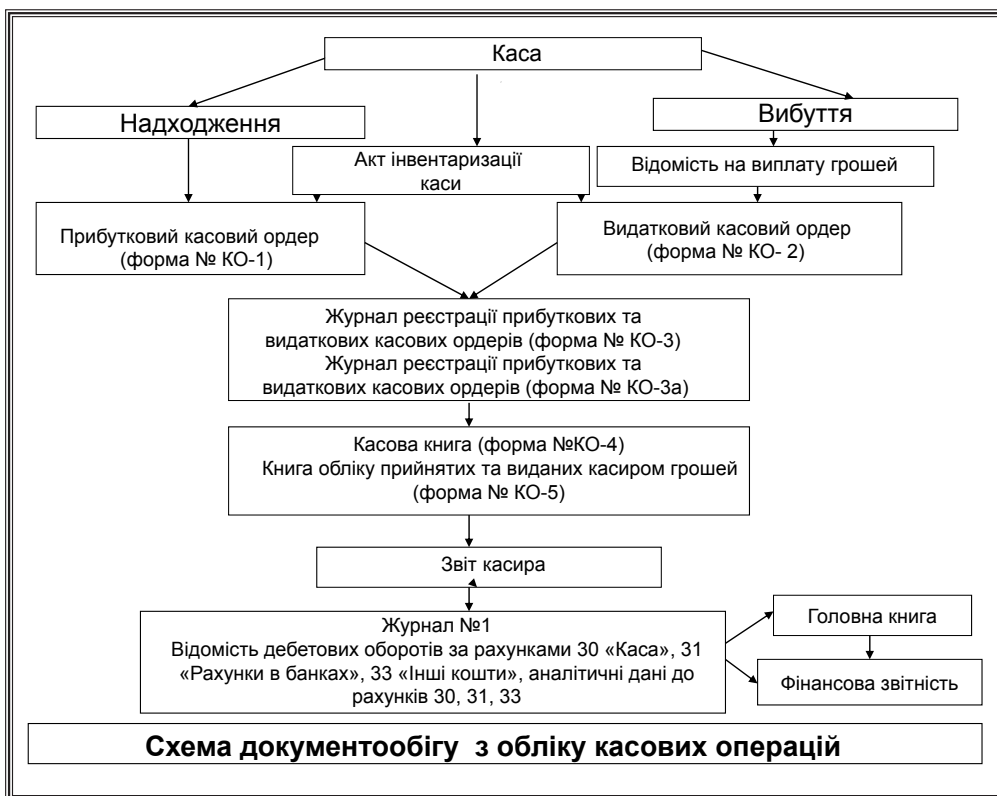 Каса
Надходження
Вибуття
Акт інвентаризації
каси
Відомість на виплату грошей
Прибутковий касовий ордер
(форма № КО-1)
Видатковий касовий ордер
(форма № КО- 2)
Журнал реєстрації прибуткових та
видаткових касових ордерів (форма № КО-3)
Журнал реєстрації прибуткових та
видаткових касових ордерів (форма № КО-3а)
Касова книга (форма №КО-4)
Книга обліку прийнятих та виданих касиром грошей
(форма № КО-5)
Звіт касира
Журнал №1
Відомість дебетових оборотів за рахунками 30 «Каса», 31
«Рахунки в банках», 33 «Інші кошти», аналітичні дані до
рахунків 30, 31, 33
Головна книга
Фінансова звітність
Схема документообігу з обліку касових операцій